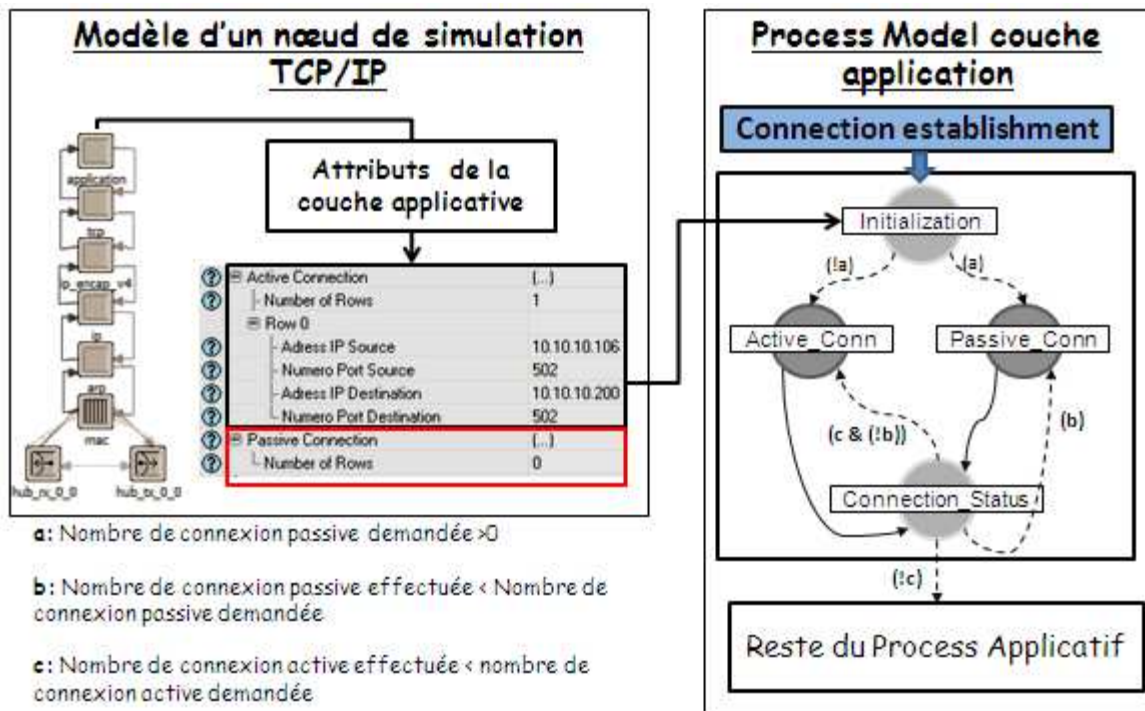 Modèle d'un nœud de simulation
TCP/IP
application
tcp
ip_encap_v4
ip
arp
mac
hub_rx_0_0
hub_tx_0_0
Attributs de la
couche applicative
Active Connection (...)
Number of Rows 1
Row 0
Adress IP Source 10.10.10.106
Numero Port Source 502
Adress IP Destination 10.10.10.200
Numero Port Destination 502
Passive Connection (...)
Number of Rows 0
a: Nombre de connexion passive demandée >0
b: Nombre de connexion passive effectuée < Nombre de
connexion passive demandée
c: Nombre de connexion active effectuée < nombre de
connexion active demandée
Process Model couche
application
Connection establishment
Initialization
(!a)
(a)
Active_Conn
Passive_Conn
(c & (!b))
(b)
Connection_Status
(!c)
Reste du Process Applicatif